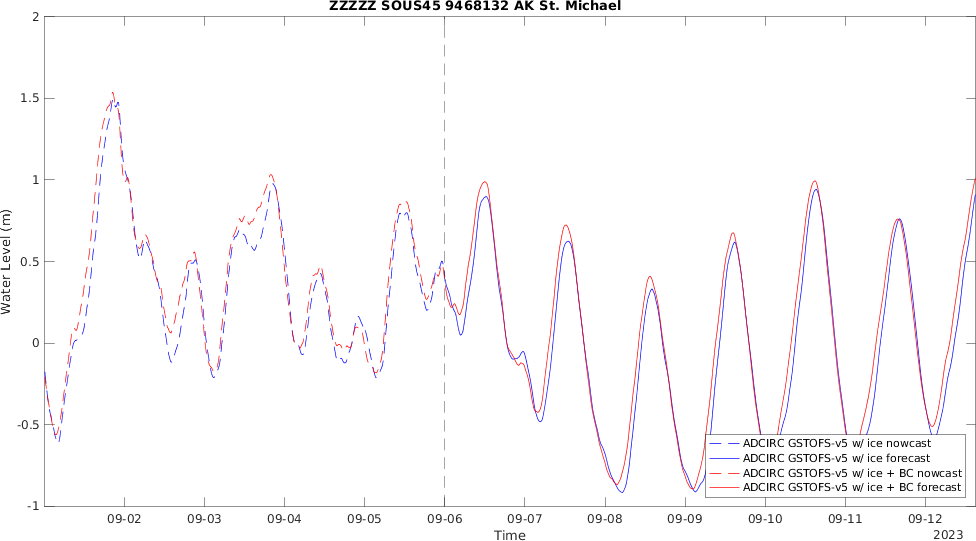 ZZZZZ SOUS45 9468132 AK St. Michael
Water Level (m)
2
1.5
1
0.5
0
-0.5
-1
09-02 09-03 09-04 09-05 09-06 09-07 09-08 09-09 09-10 09-11 09-12
Time
2023
ADCIRC GSTOFS-v5 w/ ice nowcast
ADCIRC GSTOFS-v5 w/ ice forecast
ADCIRC GSTOFS-v5 w/ ice + BC nowcast
ADCIRC GSTOFS-v5 w/ ice + BC forecast